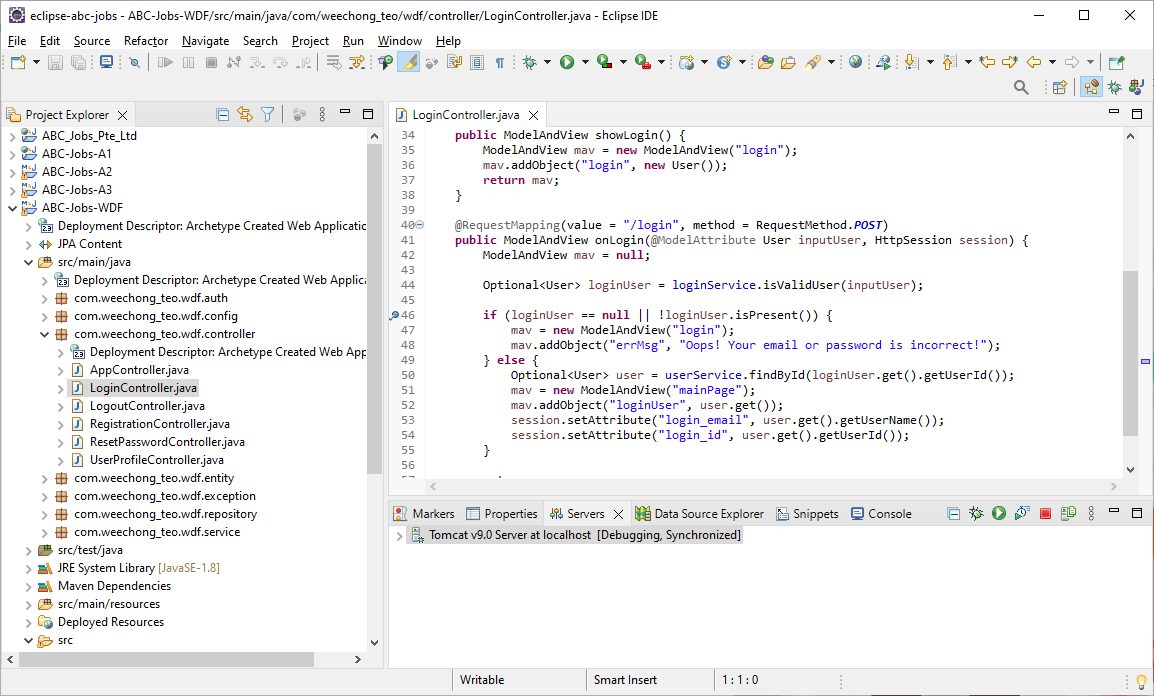 eclipse-abc-jobs - ABC-Jobs-WDF/src/main/java/com/weechong_teo/wdf/controller/LoginController.java - Eclipse IDE
File Edit Source Refactor Navigate Search Project Run Window Help
Project Explorer
ABC_Jobs_Pte_Ltd
ABC-Jobs-A1
ABC-Jobs-A2
ABC-Jobs-A3
ABC-Jobs-WDF
Deployment Descriptor: Archetype Created Web Applicatio
JPA Content
src/main/java
Deployment Descriptor: Archetype Created Web Applica
com.weechong_teo.wdf.auth
com.weechong_teo.wdf.config
com.weechong_teo.wdf.controller
Deployment Descriptor: Archetype Created Web App
AppController.java
LoginController.java
LogoutController.java
RegistrationController.java
ResetPasswordController.java
UserProfileController.java
com.weechong_teo.wdf.entity
com.weechong_teo.wdf.exception
com.weechong_teo.wdf.repository
com.weechong_teo.wdf.service
src/test/java
JRE System Library [JavaSE-1.8]
Maven Dependencies
src/main/resources
Deployed Resources
src
LoginController.java
34 public ModelAndView showLogin() {
35 ModelAndView mav = new ModelAndView("login");
36 mav.addObject("login", new User());
37 return mav;
38 }
39
40 @RequestMapping(value = "/login", method = RequestMethod.POST)
41 public ModelAndView onLogin(@ModelAttribute User inputUser, HttpSession session) {
42 ModelAndView mav = null;
43
44 Optional<User> loginUser = loginService.isValidUser(inputUser);
45
46 if (loginUser == null || !loginUser.isPresent()) {
47 mav = new ModelAndView("login");
48 mav.addObject("errMsg", "Oops! Your email or password is incorrect!");
49 } else {
50 Optional<User> user = userService.findById(loginUser.get().getUserId());
51 mav = new ModelAndView("mainPage");
52 mav.addObject("loginUser", user.get());
53 session.setAttribute("login_email", user.get().getUserName());
54 session.setAttribute("login_id", user.get().getUserId());
55 }
56
Markers Properties Servers Data Source Explorer Snippets Console
Tomcat v9.0 Server at localhost [Debugging, Synchronized]
Writable Smart Insert 1 : 1 : 0